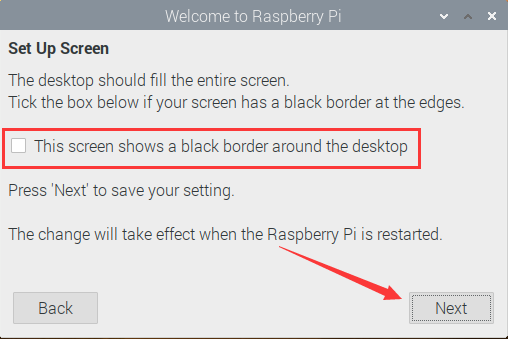 Welcome to Raspberry Pi
Set Up Screen
The desktop should fill the entire screen.
Tick the box below if your screen has a black border at the edges.
This screen shows a black border around the desktop
Press 'Next' to save your setting.
The change will take effect when the Raspberry Pi is restarted.
Back
Next